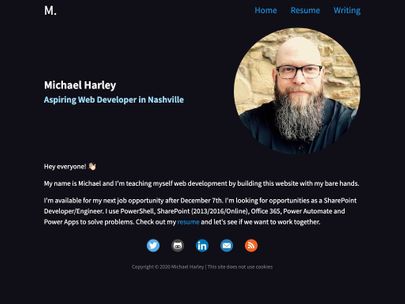 M.
Home Resume Writing
Michael Harley
Aspiring Web Developer in Nashville
Hey everyone! 👋🏻
My name is Michael and I'm teaching myself web development by building this website with my bare hands.
I'm available for my next job opportunity after December 7th. I'm looking for opportunities as a SharePoint
Developer/Engineer. I use PowerShell, SharePoint (2013/2016/Online), Office 365, Power Automate and
Power Apps to solve problems. Check out my resume and let's see if we want to work together.
Copyright © 2020 Michael Harley | This site does not use cookies